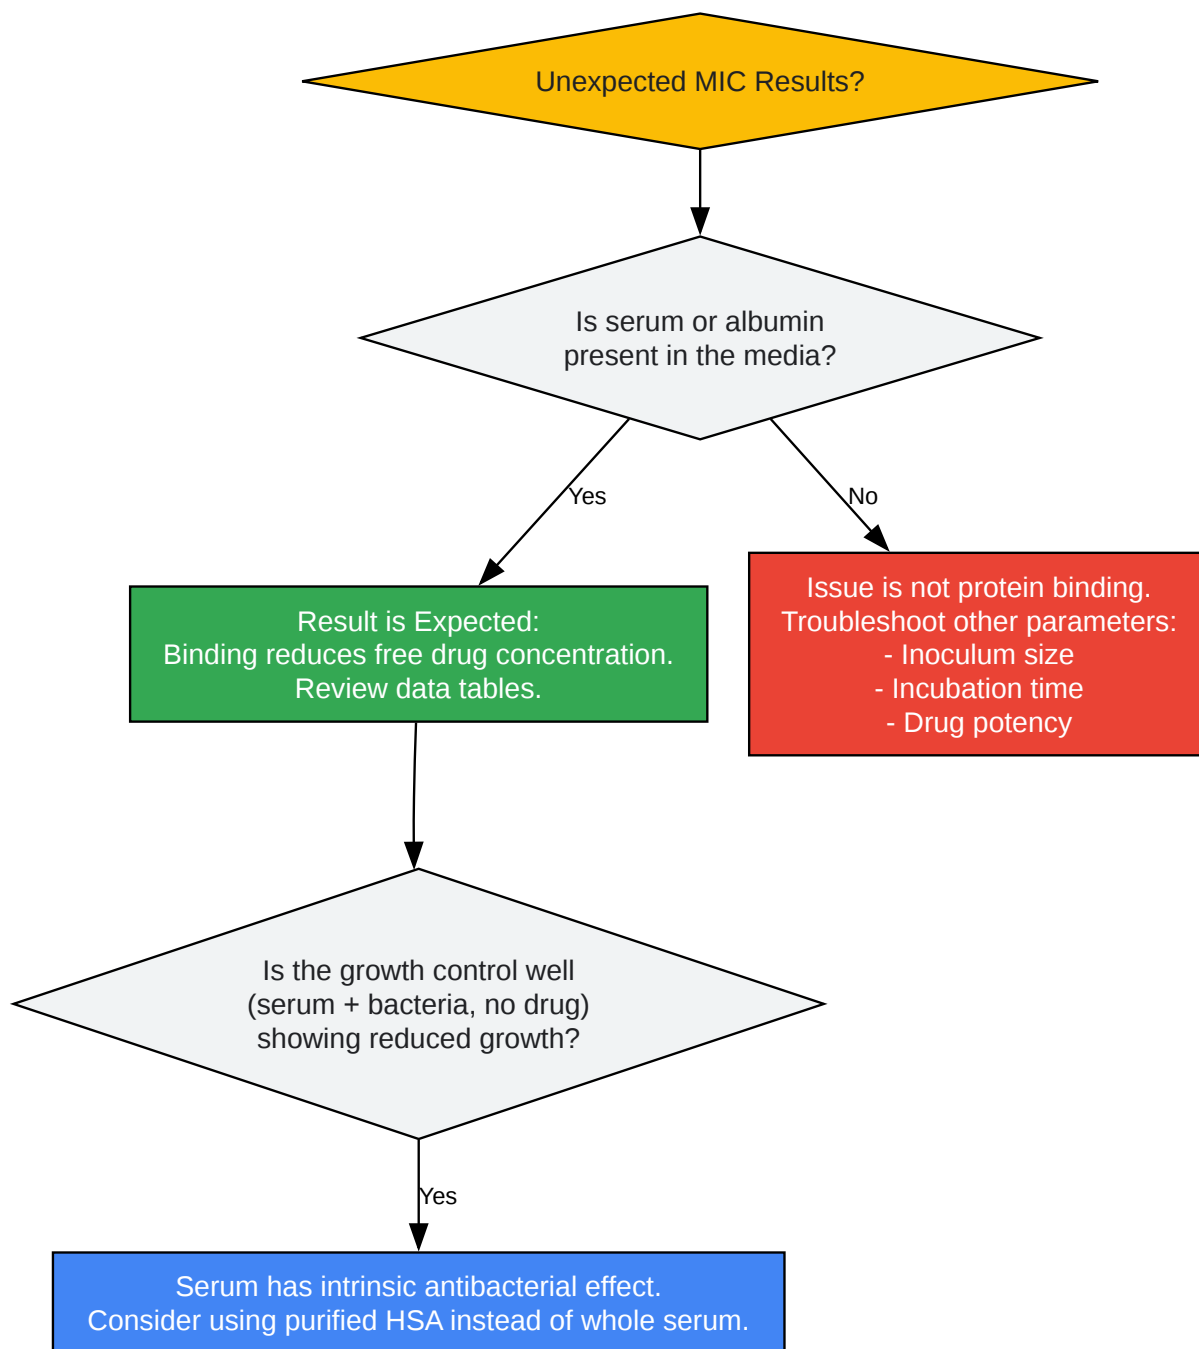 Unexpected MIC Results?
Is serum or albumin
present in the media?
Yes
No
Result is Expected:
Binding reduces free drug concentration.
Review data tables.
Issue is not protein binding.
Troubleshoot other parameters:
- Inoculum size
- Incubation time
- Drug potency
Is the growth control well
(serum + bacteria, no drug)
showing reduced growth?
Yes
Serum has intrinsic antibacterial effect.
Consider using purified HSA instead of whole serum.